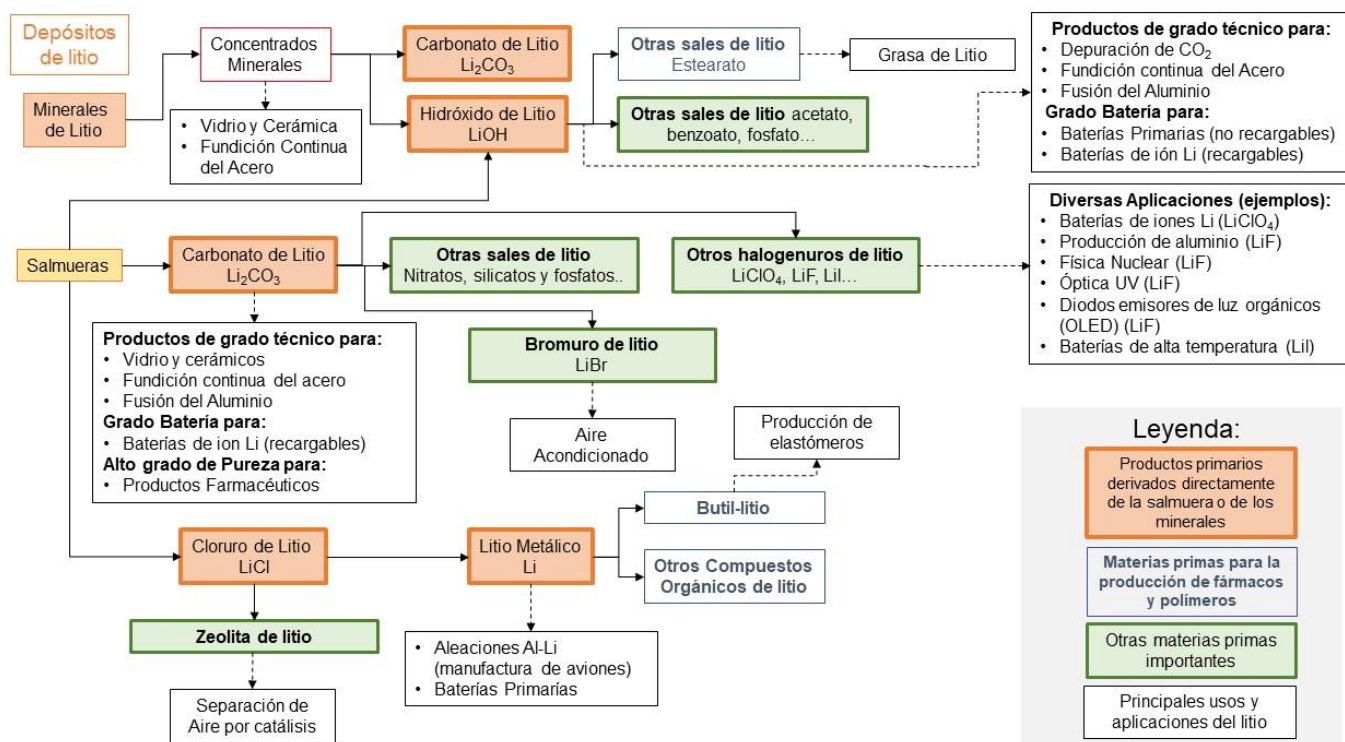 Depósitos
de litio
Minerales
de Litio
Concentrados
Minerales
• Vidrio y Cerámica
• Fundición Continua
del Acero
Carbonato de Litio
Li₂CO₃
Hidróxido de Litio
LiOH
Otras sales de litio
Estearato
Grasa de Litio
Otras sales de litio acetato,
benzoato, fosfato…
Productos de grado técnico para:
• Depuración de CO₂
• Fundición continua del Acero
• Fusión del Aluminio
Grado Batería para:
• Baterías Primarias (no recargables)
• Baterías de ión Li (recargables)
Salmueras
Carbonato de Litio
Li₂CO₃
Otras sales de litio
Nitratos, silicatos y fosfatos..
Otros halogenuros de litio
LiClO₄, LiF, LiI…
Diversas Aplicaciones (ejemplos):
• Baterías de iones Li (LiClO₄)
• Producción de aluminio (LiF)
• Física Nuclear (LiF)
• Óptica UV (LiF)
• Diodos emisores de luz orgánicos
(OLED) (LiF)
• Baterías de alta temperatura (LiI)
Productos de grado técnico para:
• Vidrio y cerámicos
• Fundición continua del acero
• Fusión del Aluminio
Grado Batería para:
• Baterías de ion Li (recargables)
Alto grado de Pureza para:
• Productos Farmacéuticos
Bromuro de litio
LiBr
Aire
Acondicionado
Producción de
elastómeros
Cloruro de Litio
LiCl
Litio Metálico
Li
Butil-litio
Otros Compuestos
Orgánicos de litio
Zeolita de litio
Separación de
Aire por catálisis
• Aleaciones Al-Li
(manufactura de aviones)
• Baterías Primarías
Leyenda:
Productos primarios
derivados directamente
de la salmuera o de los
minerales
Materias primas para la
producción de fármacos
y polímeros
Otras materias primas
importantes
Principales usos y
aplicaciones del litio